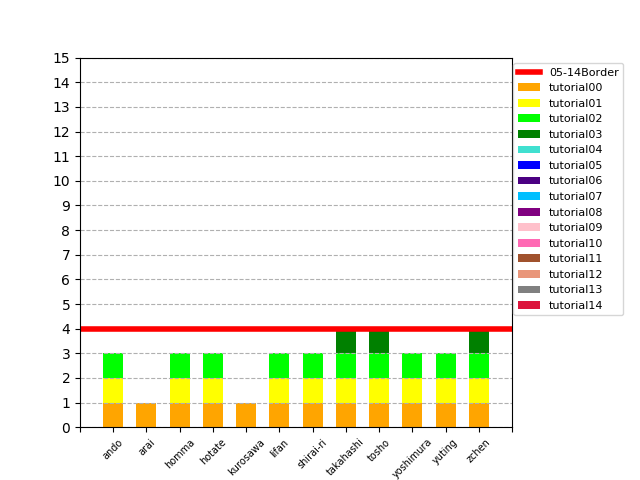 15
14
13
12
11
10
9
8
7
6
5
4
3
2
1
0
ando
arai
homma
hotate
kurosawa
lifan
shirai-ri
takahashi
tosho
yoshimura
yuting
zchen
05-14Border
tutorial00
tutorial01
tutorial02
tutorial03
tutorial04
tutorial05
tutorial06
tutorial07
tutorial08
tutorial09
tutorial10
tutorial11
tutorial12
tutorial13
tutorial14